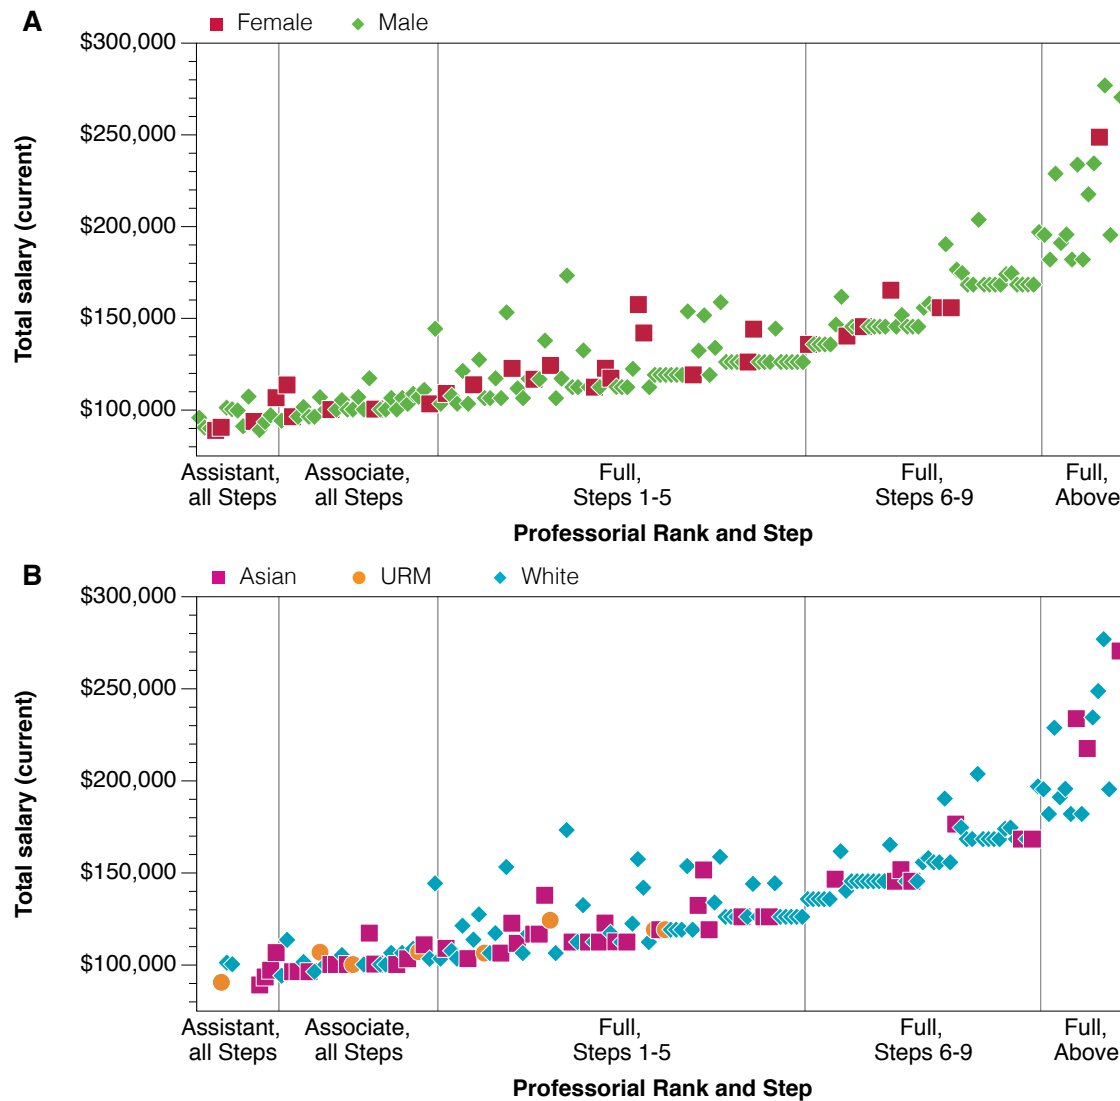 A
Female
Male
Total salary (current)
$300,000
$250,000
$200,000
$150,000
$100,000
Assistant,
all Steps
Associate,
all Steps
Full,
Steps 1-5
Full,
Steps 6-9
Full,
Above
Professorial Rank and Step
B
Asian
URM
White
Total salary (current)
$300,000
$250,000
$200,000
$150,000
$100,000
Assistant,
all Steps
Associate,
all Steps
Full,
Steps 1-5
Full,
Steps 6-9
Full,
Above
Professorial Rank and Step